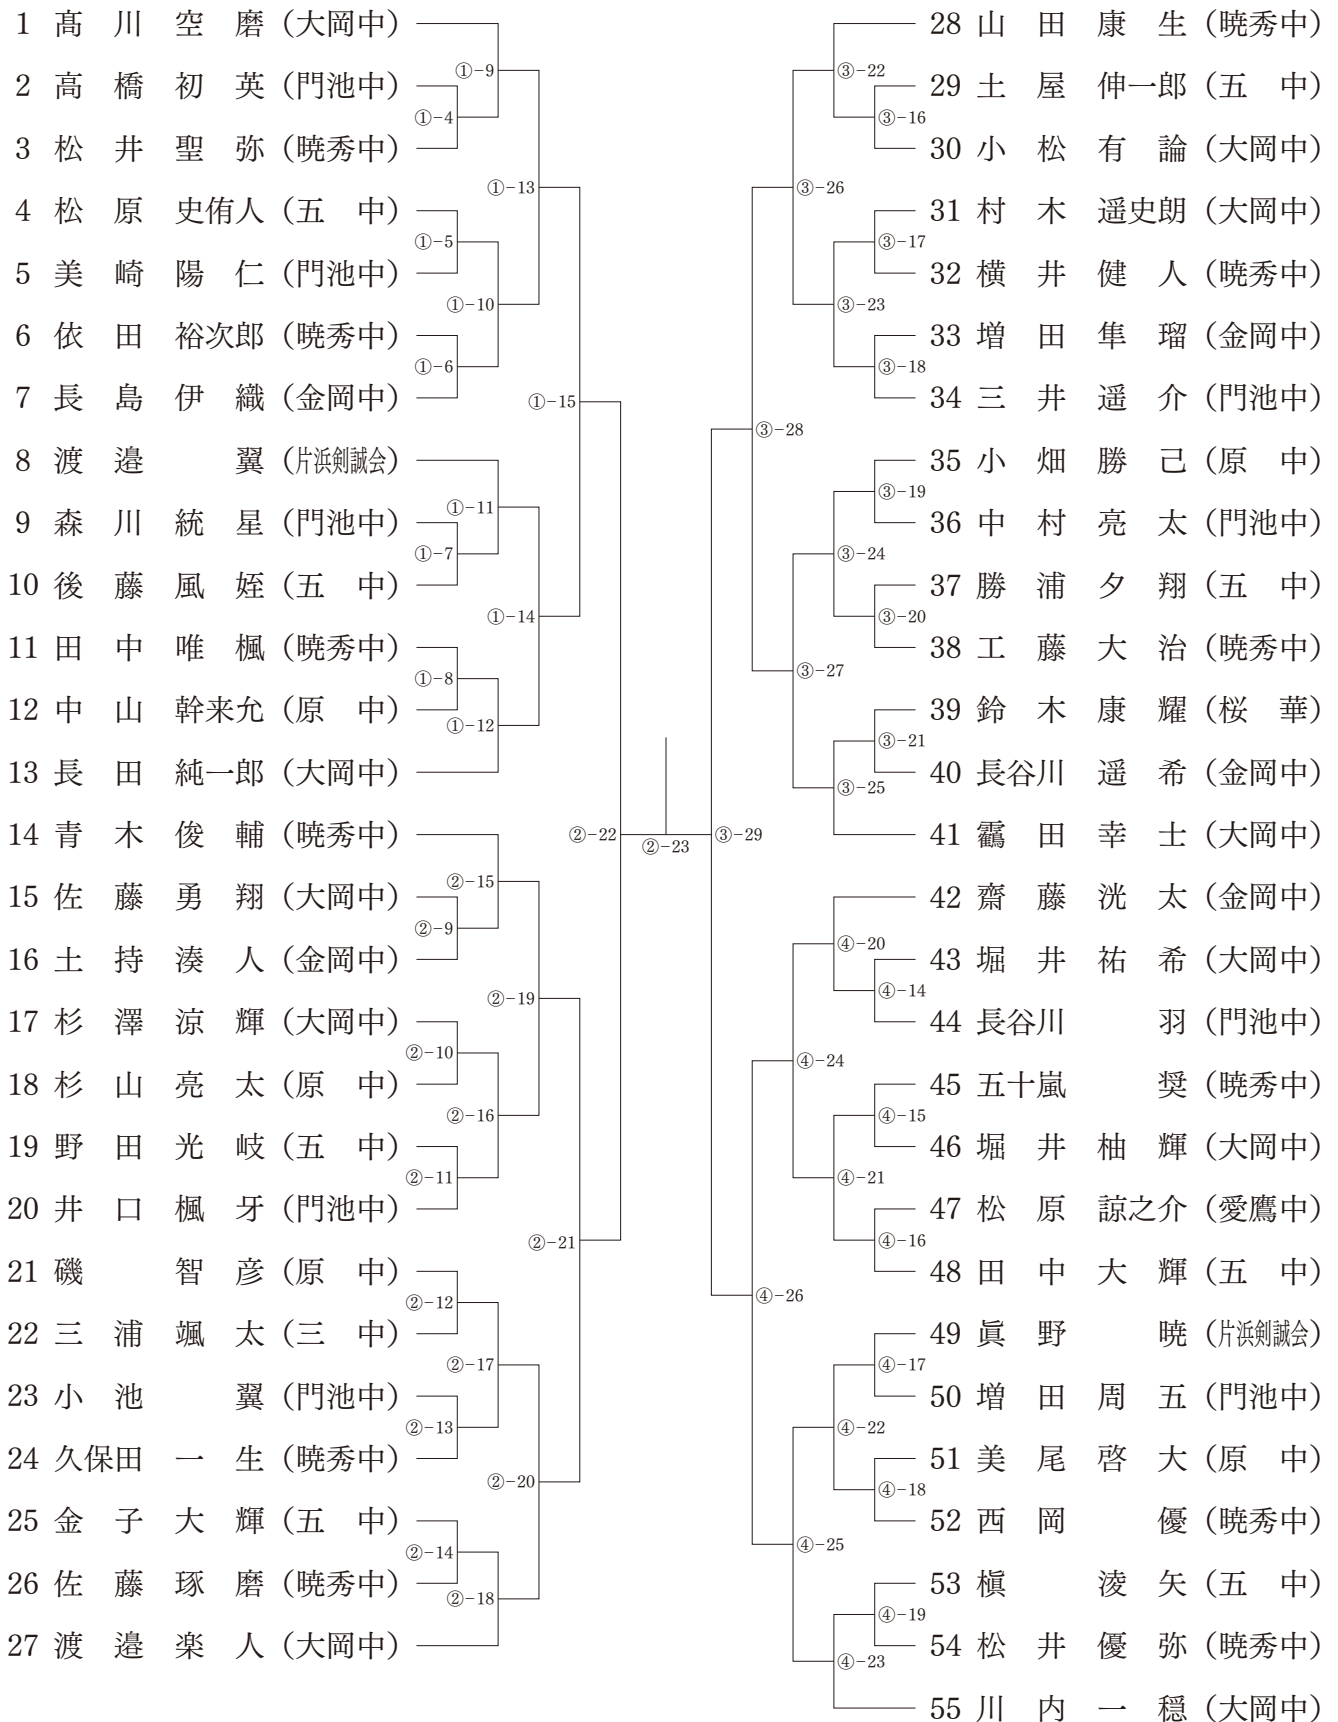 1 髙川空磨（大岡中）
①-9
2 高橋初英（門池中）
①-4
3 松井聖弥（暁秀中）
①-13
4 松原史侑人（五中）
①-5
5 美崎陽仁（門池中）
①-10
6 依田裕次郎（暁秀中）
①-6
7 長島伊織（金岡中）
①-15
8 渡邉翼（片浜剣誠会）
①-11
9 森川統星（門池中）
①-7
10 後藤風姪（五中）
①-14
11 田中唯楓（暁秀中）
①-8
12 中山幹来允（原中）
①-12
13 長田純一郎（大岡中）
②-22
14 青木俊輔（暁秀中）
②-15
15 佐藤勇翔（大岡中）
②-9
16 土持湊人（金岡中）
②-19
17 杉澤涼輝（大岡中）
②-10
18 杉山亮太（原中）
②-16
19 野田光岐（五中）
②-11
20 井口楓牙（門池中）
②-21
21 磯智彦（原中）
②-12
22 三浦颯太（三中）
②-17
23 小池翼（門池中）
②-13
24 久保田一生（暁秀中）
②-20
25 金子大輝（五中）
②-14
26 佐藤琢磨（暁秀中）
②-18
27 渡邉楽人（大岡中）
②-23
28 山田康生（暁秀中）
③-22
29 土屋伸一郎（五中）
③-16
30 小松有論（大岡中）
③-26
31 村木遥史朗（大岡中）
③-17
32 横井健人（暁秀中）
③-23
33 増田隼瑠（金岡中）
③-18
34 三井遥介（門池中）
③-28
35 小畑勝己（原中）
③-19
36 中村亮太（門池中）
③-24
37 勝浦夕翔（五中）
③-20
38 工藤大治（暁秀中）
③-27
39 鈴木康耀（桜華）
③-21
40 長谷川遥希（金岡中）
③-25
41 靍田幸士（大岡中）
③-29
42 齋藤洸太（金岡中）
④-20
43 堀井祐希（大岡中）
④-14
44 長谷川羽（門池中）
④-24
45 五十嵐奨（暁秀中）
④-15
46 堀井柚輝（大岡中）
④-21
47 松原諒之介（愛鷹中）
④-16
48 田中大輝（五中）
④-26
49 眞野暁（片浜剣誠会）
④-17
50 増田周五（門池中）
④-22
51 美尾啓大（原中）
④-18
52 西岡優（暁秀中）
④-25
53 槇淩矢（五中）
④-19
54 松井優弥（暁秀中）
④-23
55 川内一穏（大岡中）